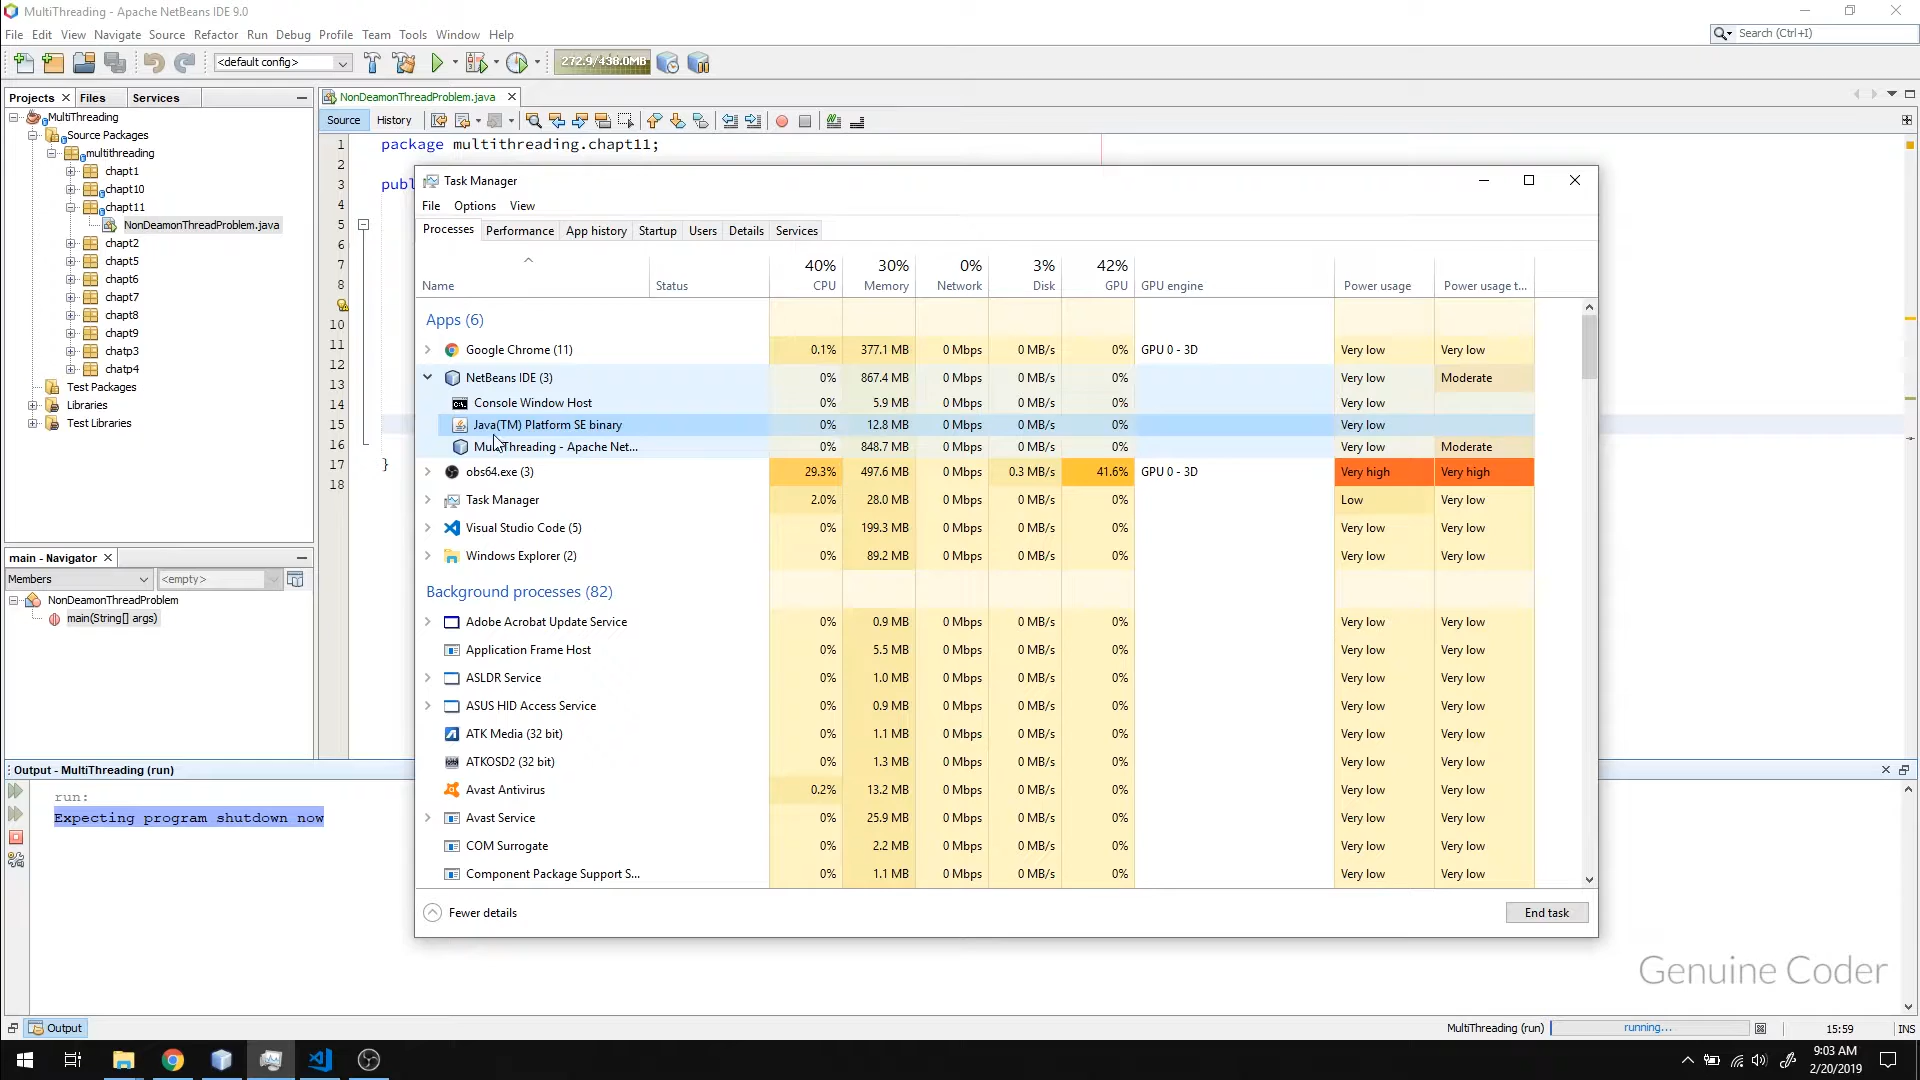 MultiThreading - Apache NetBeans IDE 9.0
File Edit View Navigate Source Refactor Run Debug Profile Team Tools Window Help
Search (Ctrl+I)
<default config>
272.9/438.0MB
Projects Files Services
NonDeamonThreadProblem.java
Source History
MultiThreading
Source Packages
multithreading
chapt1
chapt10
chapt11
NonDeamonThreadProblem.java
chapt2
chapt5
chapt6
chapt7
chapt8
chapt9
chatp3
chatp4
Test Packages
Libraries
Test Libraries
1 package multithreading.chapt11;
2
3 publ
4
5
6
7
8
10
11
12
13
14
15
16
17 }
18
Task Manager
File Options View
Processes Performance App history Startup Users Details Services
40% 30% 0% 3% 42%
Name Status CPU Memory Network Disk GPU GPU engine Power usage Power usage t...
Apps (6)
Google Chrome (11) 0.1% 377.1 MB 0 Mbps 0 MB/s 0% GPU 0 - 3D Very low Very low
NetBeans IDE (3) 0% 867.4 MB 0 Mbps 0 MB/s 0% Very low Moderate
Console Window Host 0% 5.9 MB 0 Mbps 0 MB/s 0% Very low
Java(TM) Platform SE binary 0% 12.8 MB 0 Mbps 0 MB/s 0% Very low
MultiThreading - Apache Net... 0% 848.7 MB 0 Mbps 0 MB/s 0% Very low Moderate
obs64.exe (3) 29.3% 497.6 MB 0 Mbps 0.3 MB/s 41.6% GPU 0 - 3D Very high Very high
Task Manager 2.0% 28.0 MB 0 Mbps 0 MB/s 0% Low Very low
Visual Studio Code (5) 0% 199.3 MB 0 Mbps 0 MB/s 0% Very low Very low
Windows Explorer (2) 0% 89.2 MB 0 Mbps 0 MB/s 0% Very low Very low
Background processes (82)
Adobe Acrobat Update Service 0% 0.9 MB 0 Mbps 0 MB/s 0% Very low Very low
Application Frame Host 0% 5.5 MB 0 Mbps 0 MB/s 0% Very low Very low
ASLDR Service 0% 1.0 MB 0 Mbps 0 MB/s 0% Very low Very low
ASUS HID Access Service 0% 0.9 MB 0 Mbps 0 MB/s 0% Very low Very low
ATK Media (32 bit) 0% 1.1 MB 0 Mbps 0 MB/s 0% Very low Very low
ATKOSD2 (32 bit) 0% 1.3 MB 0 Mbps 0 MB/s 0% Very low Very low
Avast Antivirus 0.2% 13.2 MB 0 Mbps 0 MB/s 0% Very low Very low
Avast Service 0% 25.9 MB 0 Mbps 0 MB/s 0% Very low Very low
COM Surrogate 0% 2.2 MB 0 Mbps 0 MB/s 0% Very low Very low
Component Package Support S... 0% 1.1 MB 0 Mbps 0 MB/s 0% Very low Very low
Fewer details
End task
main - Navigator
Members <empty>
NonDeamonThreadProblem
main(String[] args)
Output - MultiThreading (run)
run:
Expecting program shutdown now
Genuine Coder
Output
MultiThreading (run) running... 15:59 INS
9:03 AM
2/20/2019